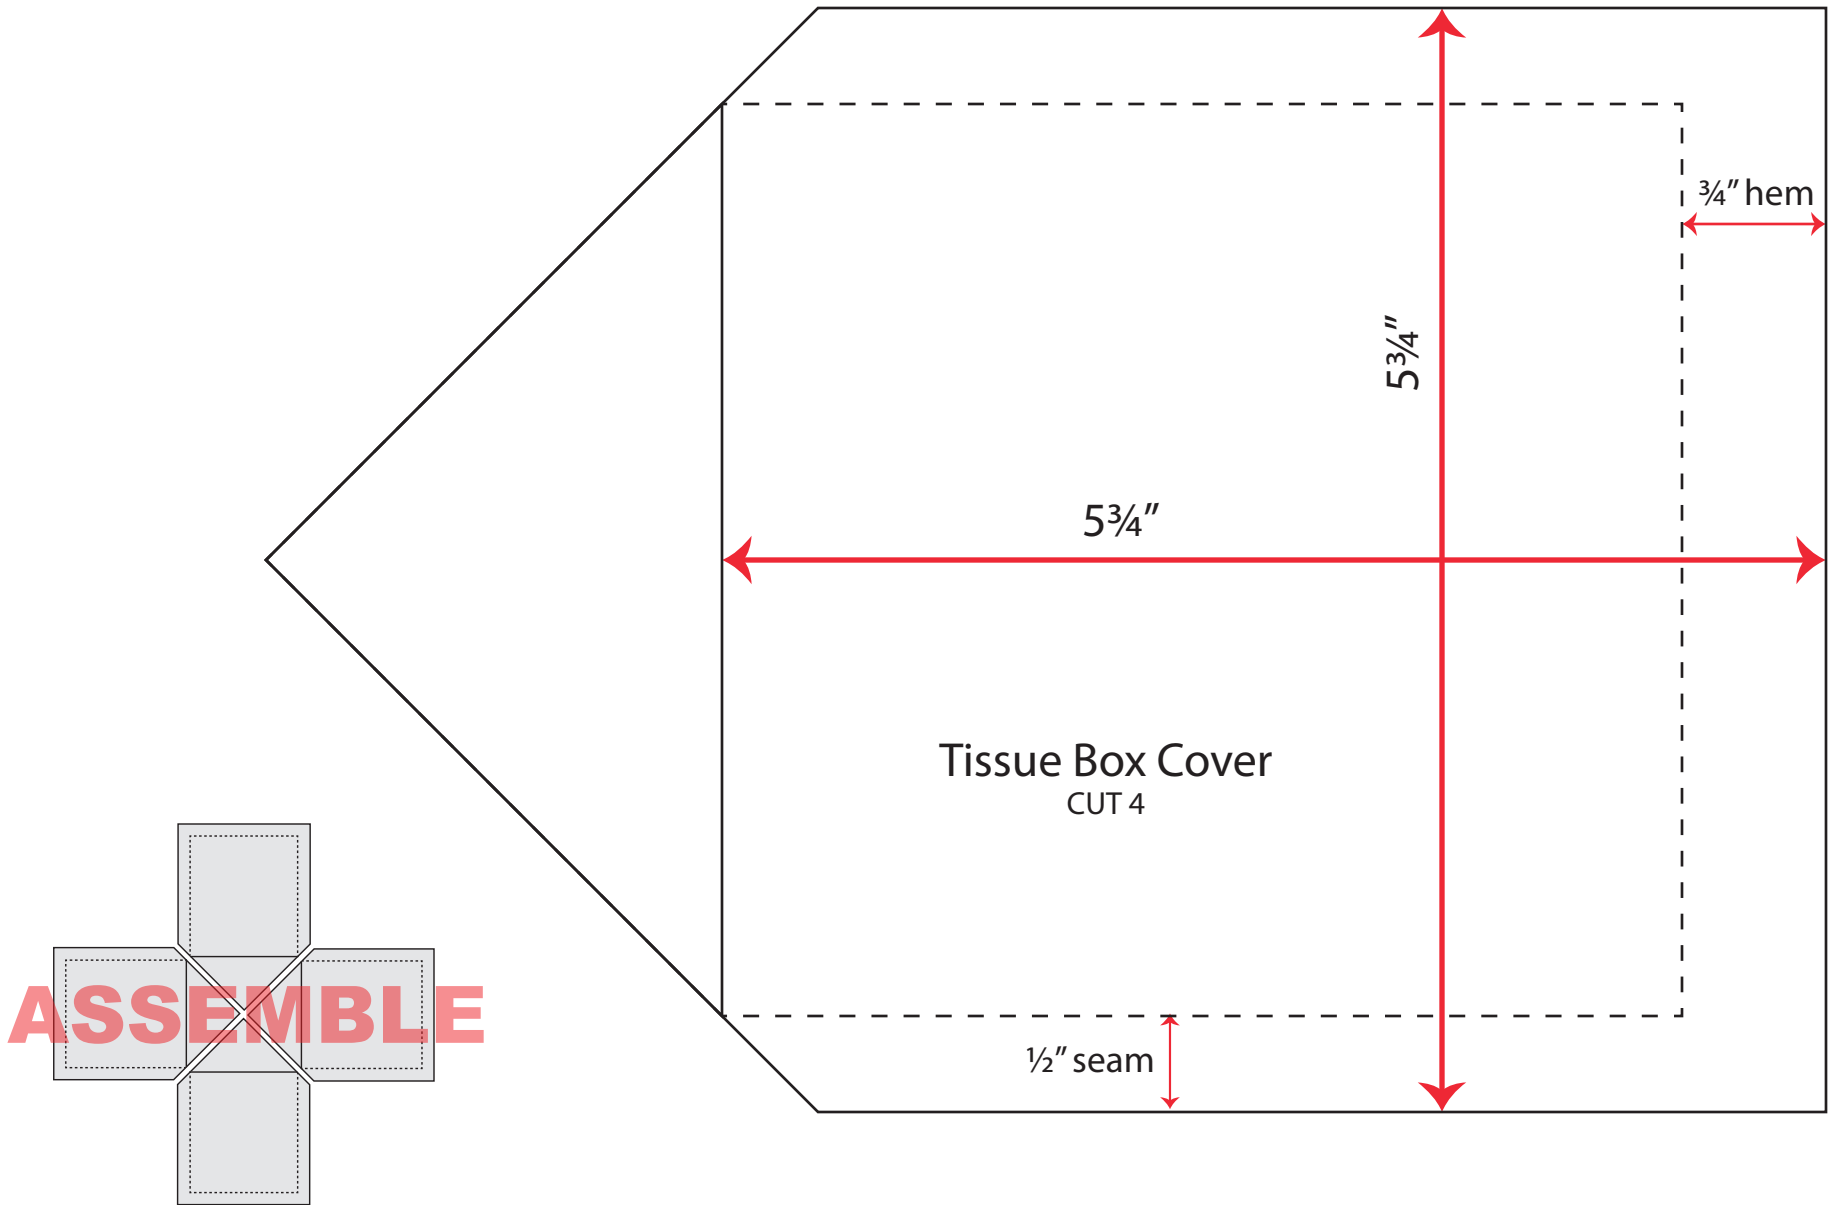 ¾” hem
5¾”
5¾”
Tissue Box Cover
CUT 4
ASSEMBLE
½” seam